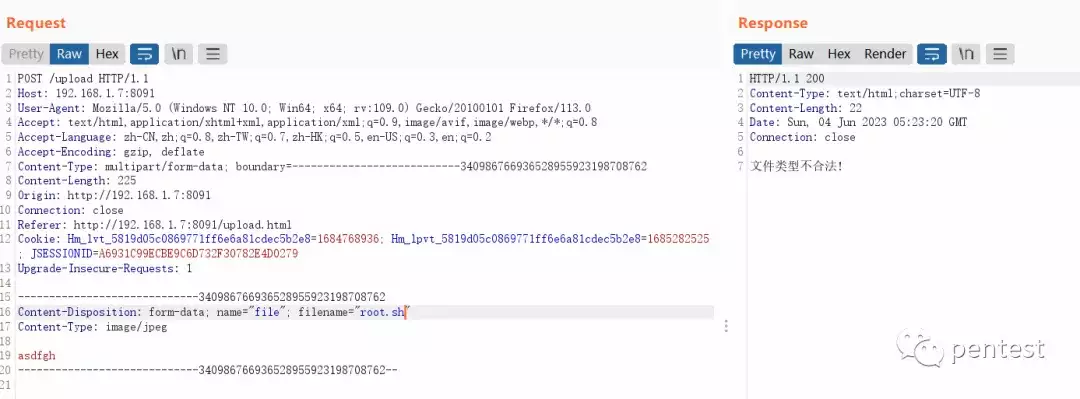 Request
Pretty Raw Hex \n
1 POST /upload HTTP/1.1
2 Host: 192.168.1.7:8091
3 User-Agent: Mozilla/5.0 (Windows NT 10.0; Win64; x64; rv:109.0) Gecko/20100101 Firefox/113.0
4 Accept: text/html,application/xhtml+xml,application/xml;q=0.9,image/avif,image/webp,*/*;q=0.8
5 Accept-Language: zh-CN,zh;q=0.8,zh-TW;q=0.7,zh-HK;q=0.5,en-US;q=0.3,en;q=0.2
6 Accept-Encoding: gzip, deflate
7 Content-Type: multipart/form-data; boundary=---------------------------340986766936528955923198708762
8 Content-Length: 225
9 Origin: http://192.168.1.7:8091
10 Connection: close
11 Referer: http://192.168.1.7:8091/upload.html
12 Cookie: Hm_lvt_5819d05c0869771ff6e6a81cdec5b2e8=1684768936; Hm_lpvt_5819d05c0869771ff6e6a81cdec5b2e8=1685282525
; JSESSIONID=A6931C99ECBE9C6D732F30782E4D0279
13 Upgrade-Insecure-Requests: 1
14
15 -----------------------------340986766936528955923198708762
16 Content-Disposition: form-data; name="file"; filename="root.sh"
17 Content-Type: image/jpeg
18
19 asdfgh
20 -----------------------------340986766936528955923198708762--
21
Response
Pretty Raw Hex Render \n
1 HTTP/1.1 200
2 Content-Type: text/html;charset=UTF-8
3 Content-Length: 22
4 Date: Sun, 04 Jun 2023 05:23:20 GMT
5 Connection: close
6
7 文件类型不合法!
pentest